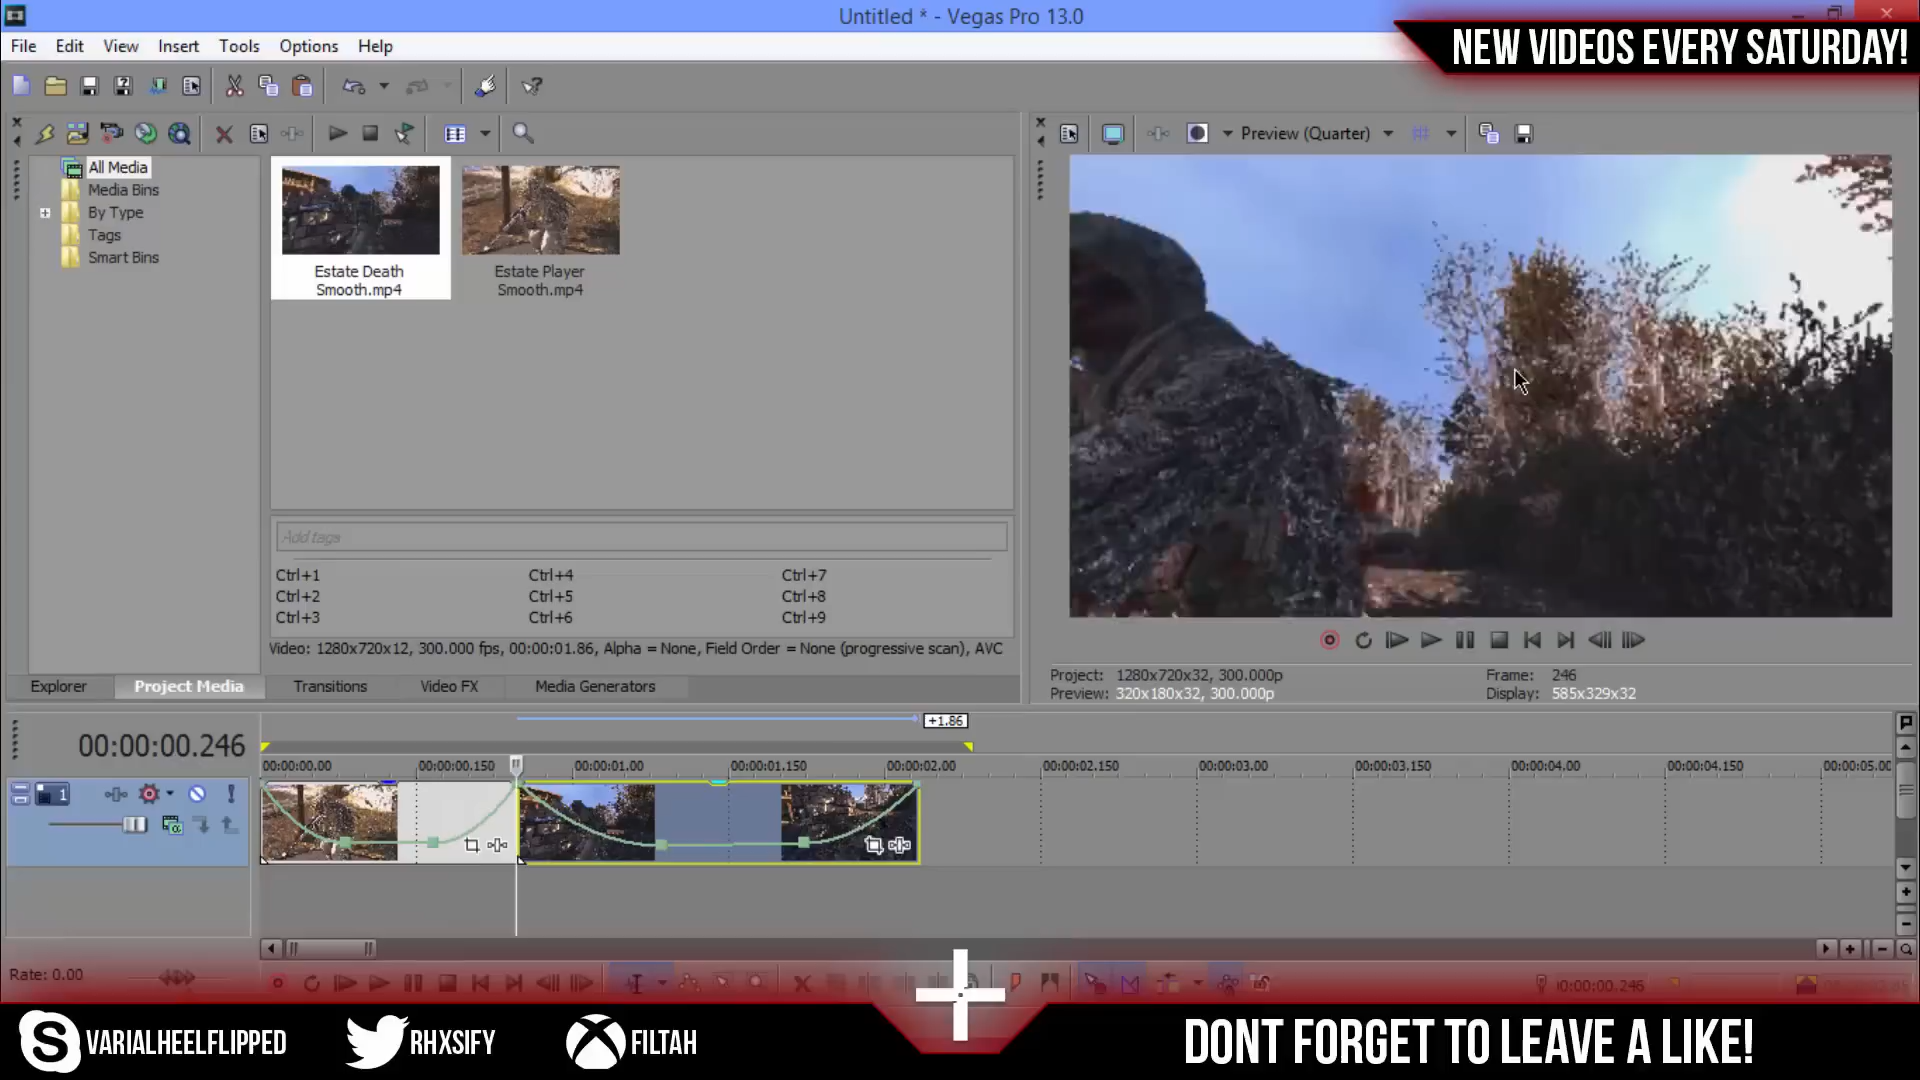 Untitled * - Vegas Pro 13.0
File Edit View Insert Tools Options Help
NEW VIDEOS EVERY SATURDAY!
Preview (Quarter)
All Media
Media Bins
By Type
Tags
Smart Bins
Estate Death
Smooth.mp4
Estate Player
Smooth.mp4
Add tags
Ctrl+1 Ctrl+4 Ctrl+7
Ctrl+2 Ctrl+5 Ctrl+8
Ctrl+3 Ctrl+6 Ctrl+9
Video: 1280x720x12, 300.000 fps, 00:00:01.86, Alpha = None, Field Order = None (progressive scan), AVC
Explorer Project Media Transitions Video FX Media Generators
Project: 1280x720x32, 300.000p Frame: 246
Preview: 320x180x32, 300.000p Display: 585x329x32
+1.86
00:00:00.246
00:00:00.00 00:00:00.150 00:00:01.00 00:00:01.150 00:00:02.00 00:00:02.150 00:00:03.00 00:00:03.150 00:00:04.00 00:00:04.150 00:00:05.00
1
Rate: 0.00
00:00:00.246
VARIALHEELFLIPPED RHXSIFY FILTAH
DONT FORGET TO LEAVE A LIKE!